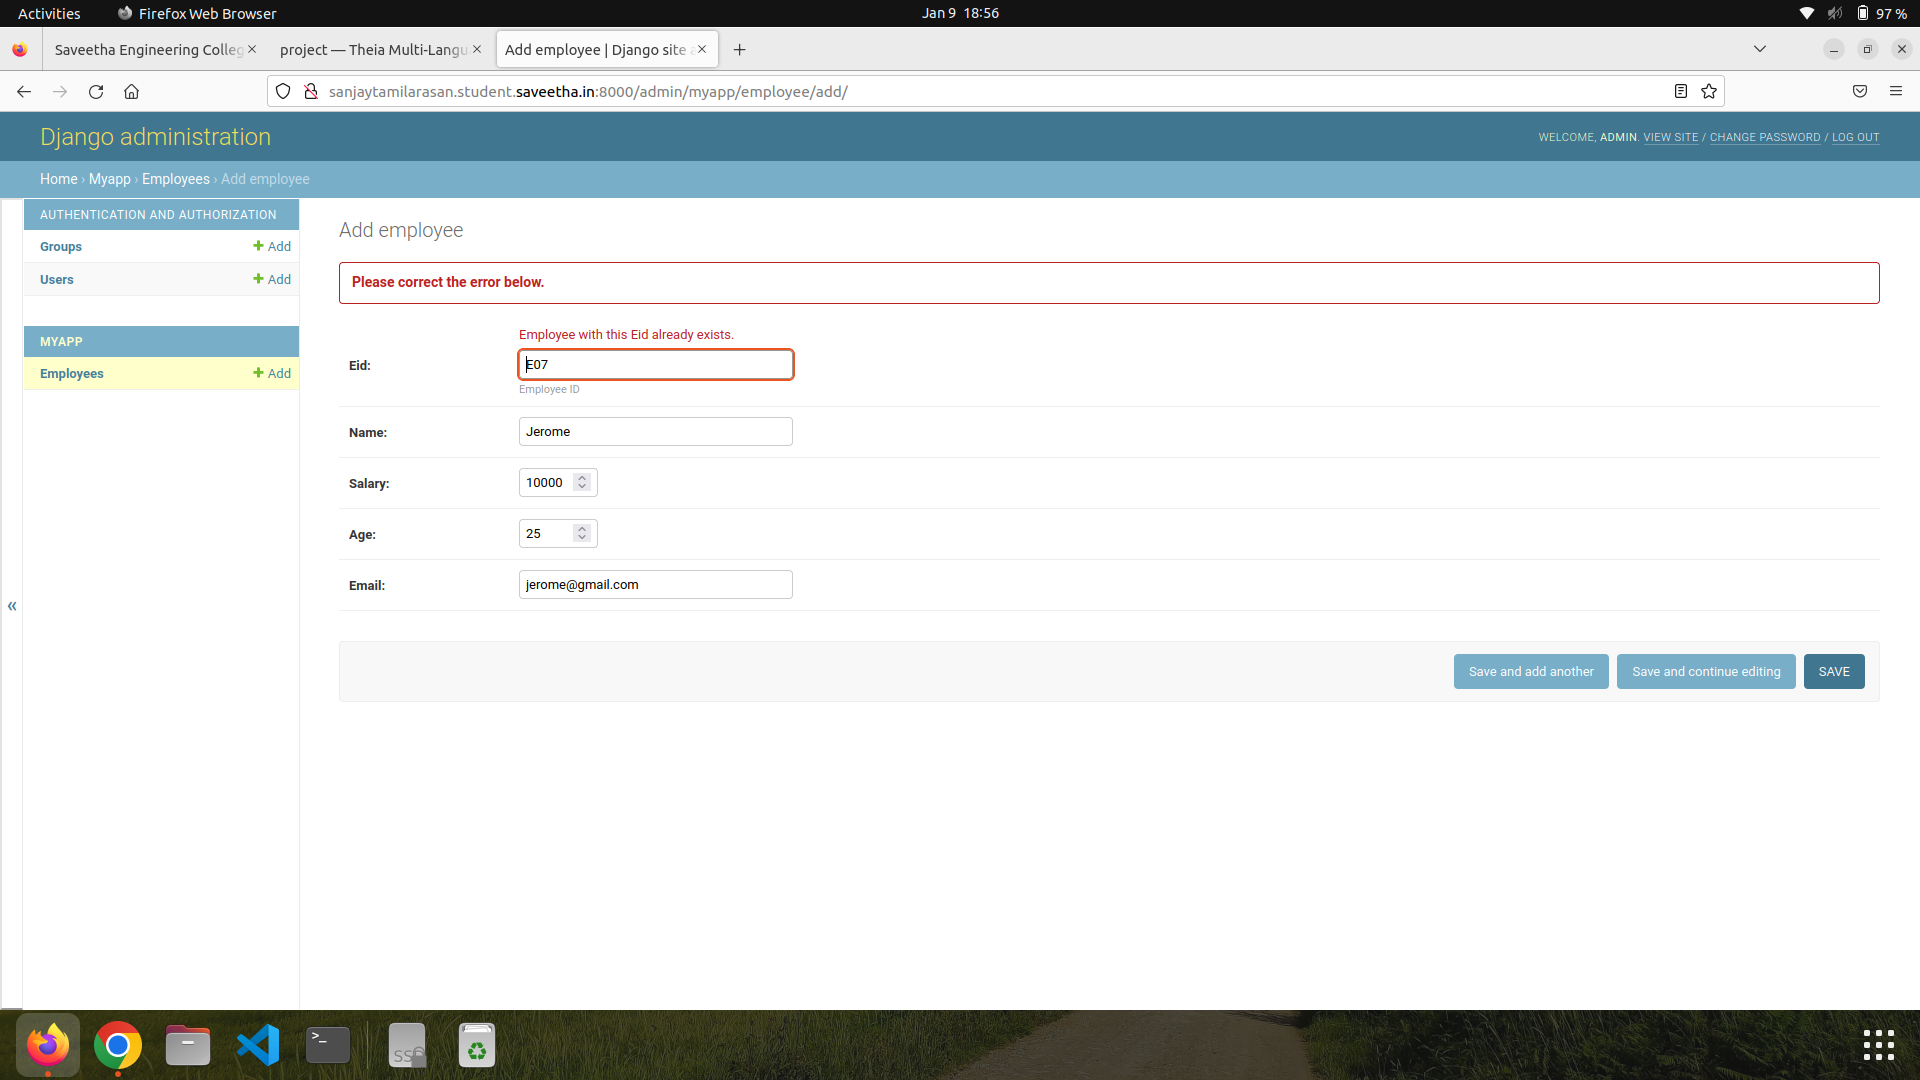 Activities
Firefox Web Browser
Jan 9 18:56
97 %
Saveetha Engineering Colleg
project — Theia Multi-Langu
Add employee | Django site a
sanjaytamilarasan.student.saveetha.in:8000/admin/myapp/employee/add/
Django administration
WELCOME, ADMIN. VIEW SITE / CHANGE PASSWORD / LOG OUT
Home › Myapp › Employees › Add employee
AUTHENTICATION AND AUTHORIZATION
Groups
Add
Users
Add
MYAPP
Employees
Add
«
Add employee
Please correct the error below.
Employee with this Eid already exists.
Eid:
E07
Employee ID
Name:
Jerome
Salary:
10000
Age:
25
Email:
jerome@gmail.com
Save and add another
Save and continue editing
SAVE
>_
SSD